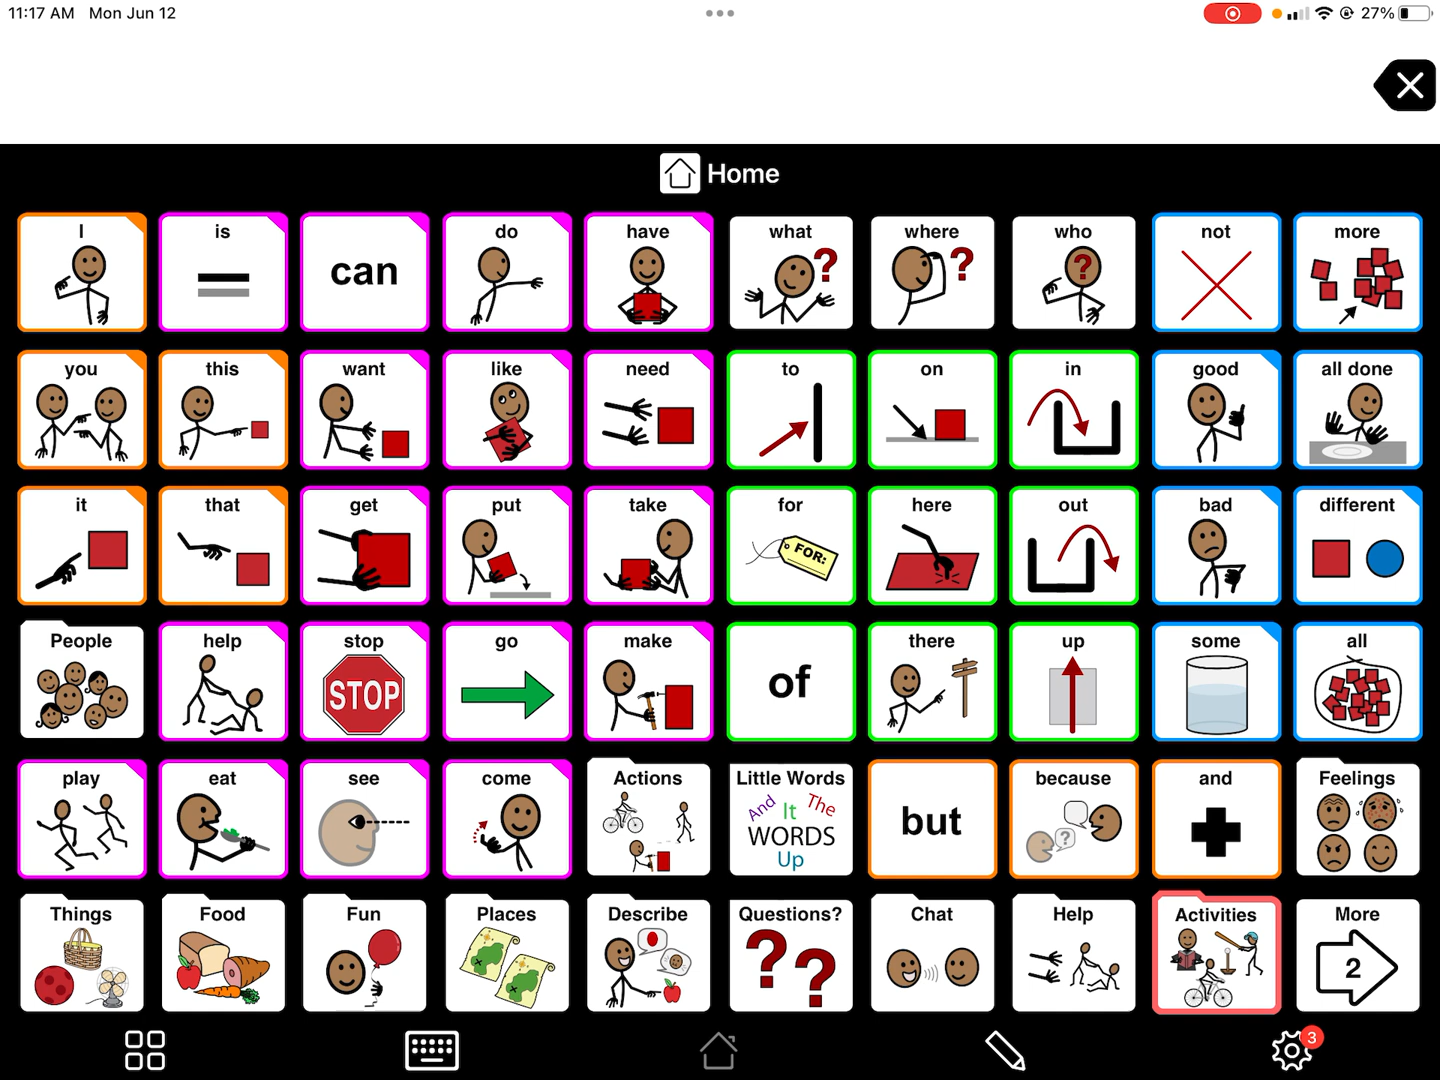 11:17 AM Mon Jun 12
27%
Home
I is can do have what where who not more
you this want like need to on in good all done
it that get put take for here out bad different
FOR:
People help stop go make of there up some all
STOP
play eat see come Actions Little Words but because and Feelings
And It The
WORDS
Up
Things Food Fun Places Describe Questions? Chat Help Activities More
2
3